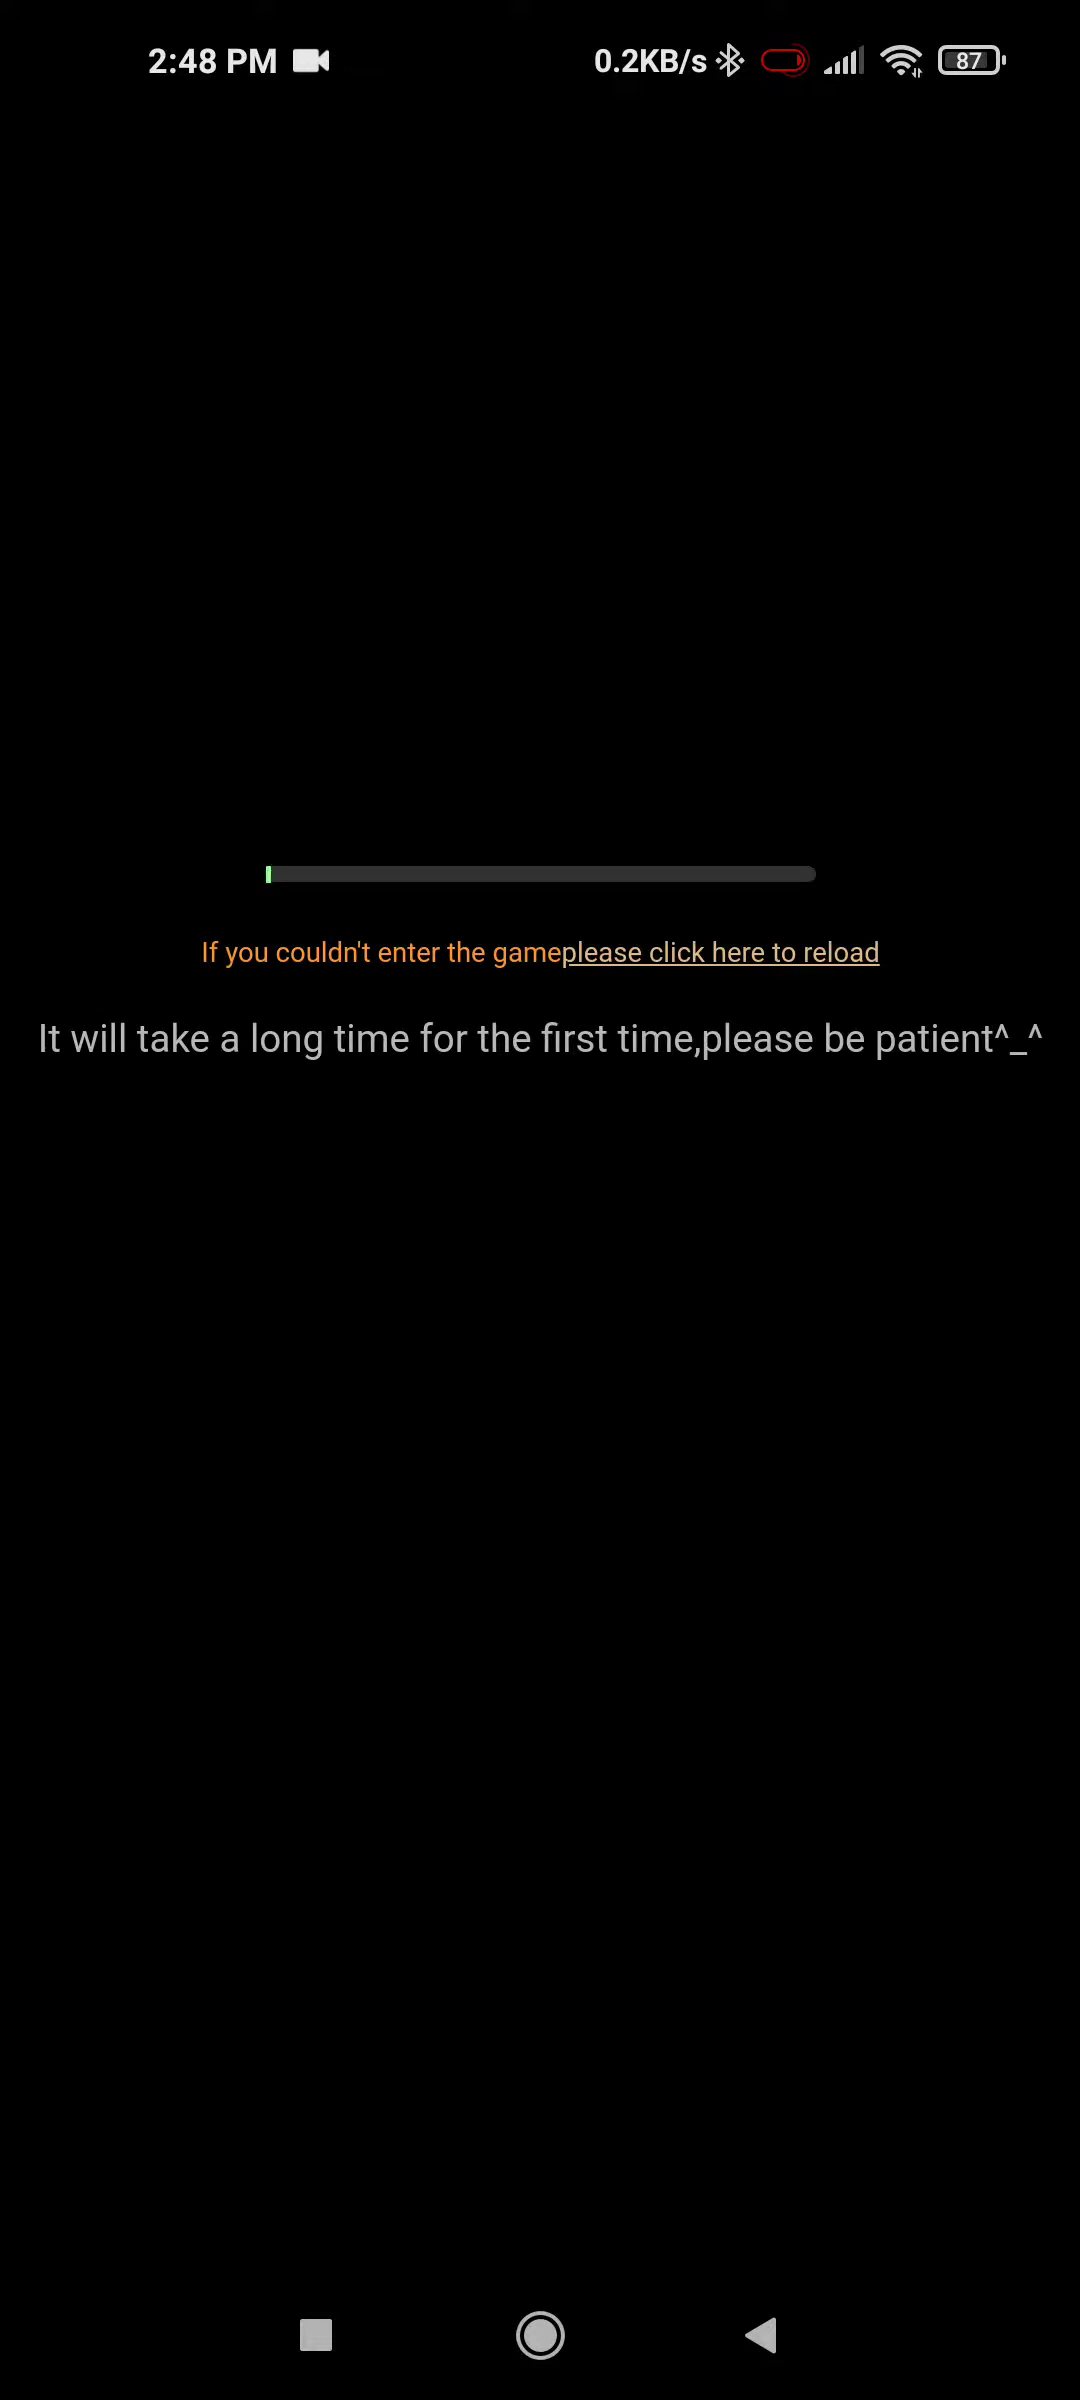 2:48 PM 0.2KB/s 87
If you couldn't enter the gameplease click here to reload
It will take a long time for the first time,please be patient^_^